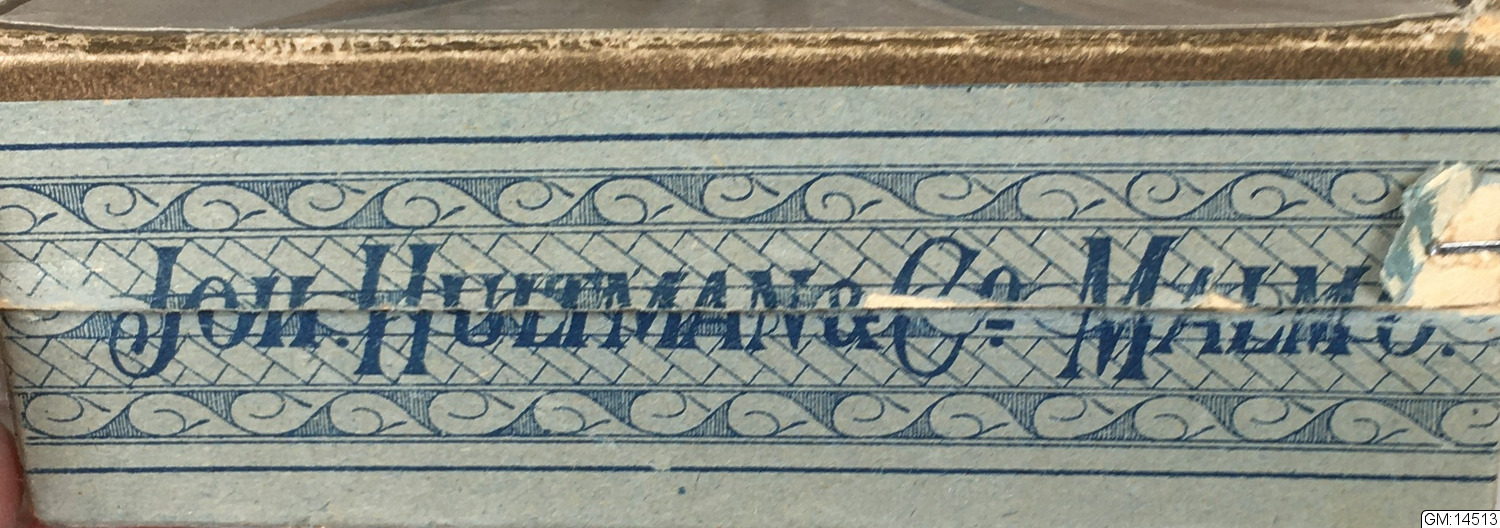 JOH. HULTMAN & Co. MALMÖ.
GM:14513